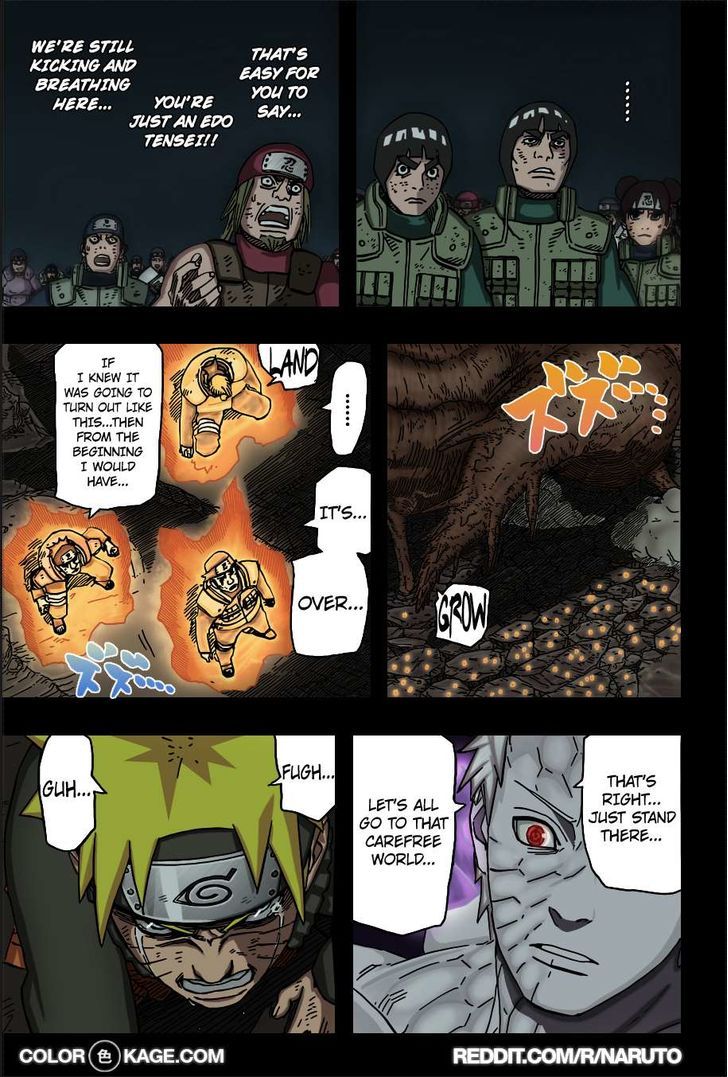 ......
THAT'S
EASY FOR
YOU TO
SAY...
YOU'RE
JUST AN EDO
TENSEI!!
WE'RE STILL
KICKING AND
BREATHING
HERE...
忍
ズズ......
GROW
LAND
......
IT'S...
OVER...
IF
I KNEW IT
WAS GOING TO
TURN OUT LIKE
THIS...THEN
FROM THE
BEGINNING
I WOULD
HAVE...
ズズ....
THAT'S
RIGHT...
JUST STAND
THERE...
LET'S ALL
GO TO THAT
CAREFREE
WORLD...
FUGH...
GUH...
COLOR 色 KAGE.COM
REDDIT.COM/R/NARUTO